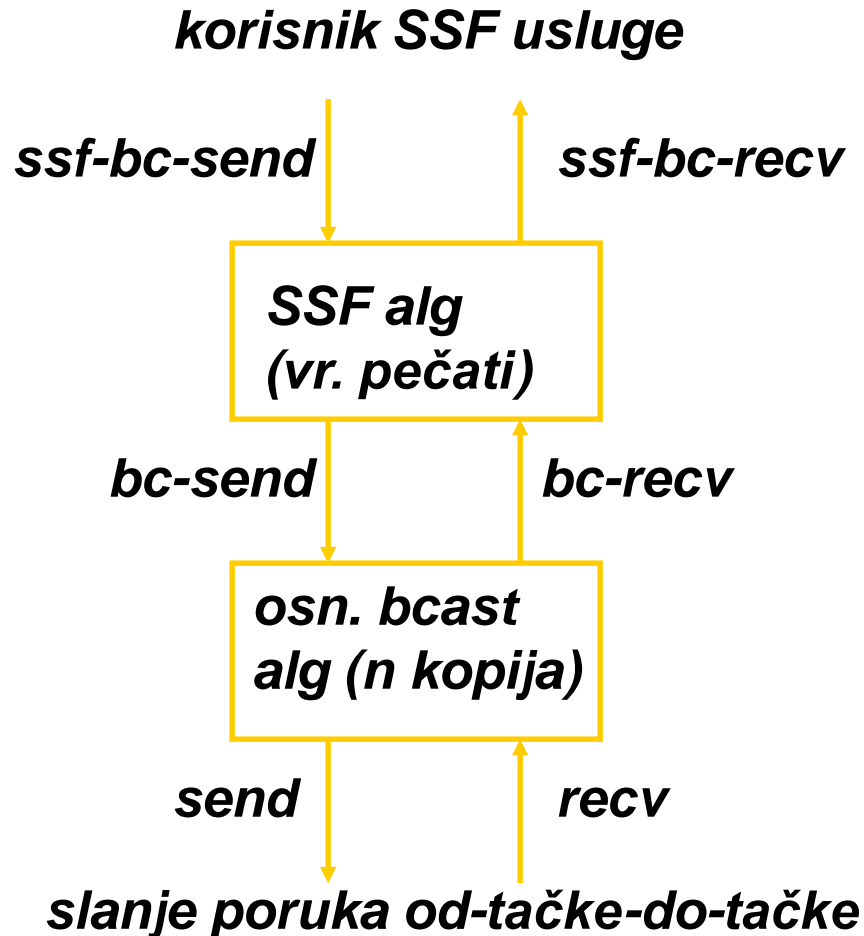 korisnik SSF usluge
ssf-bc-send
ssf-bc-recv
SSF alg
(vr. pečati)
bc-send
bc-recv
osn. bcast
alg (n kopija)
send
recv
slanje poruka od-tačke-do-tačke